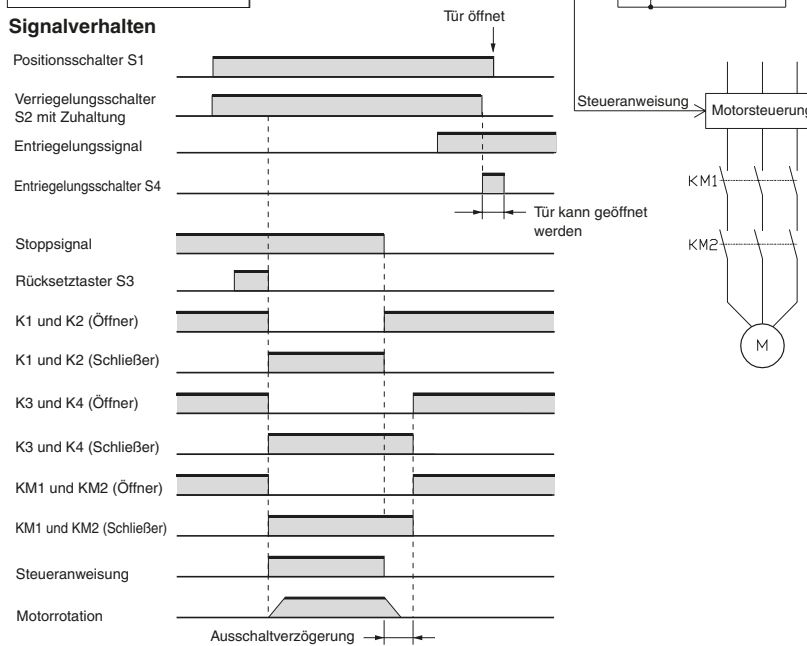 Signalverhalten
Tür öffnet
Positionsschalter S1
Verriegelungsschalter
S2 mit Zuhaltung
Entriegelungssignal
Entriegelungsschalter S4
Tür kann geöffnet
werden
Stoppsignal
Rücksetztaster S3
K1 und K2 (Öffner)
K1 und K2 (Schließer)
K3 und K4 (Öffner)
K3 und K4 (Schließer)
KM1 und KM2 (Öffner)
KM1 und KM2 (Schließer)
Steueranweisung
Motorrotation
Ausschaltverzögerung
Steueranweisung
Motorsteuerung
KM1
KM2
M